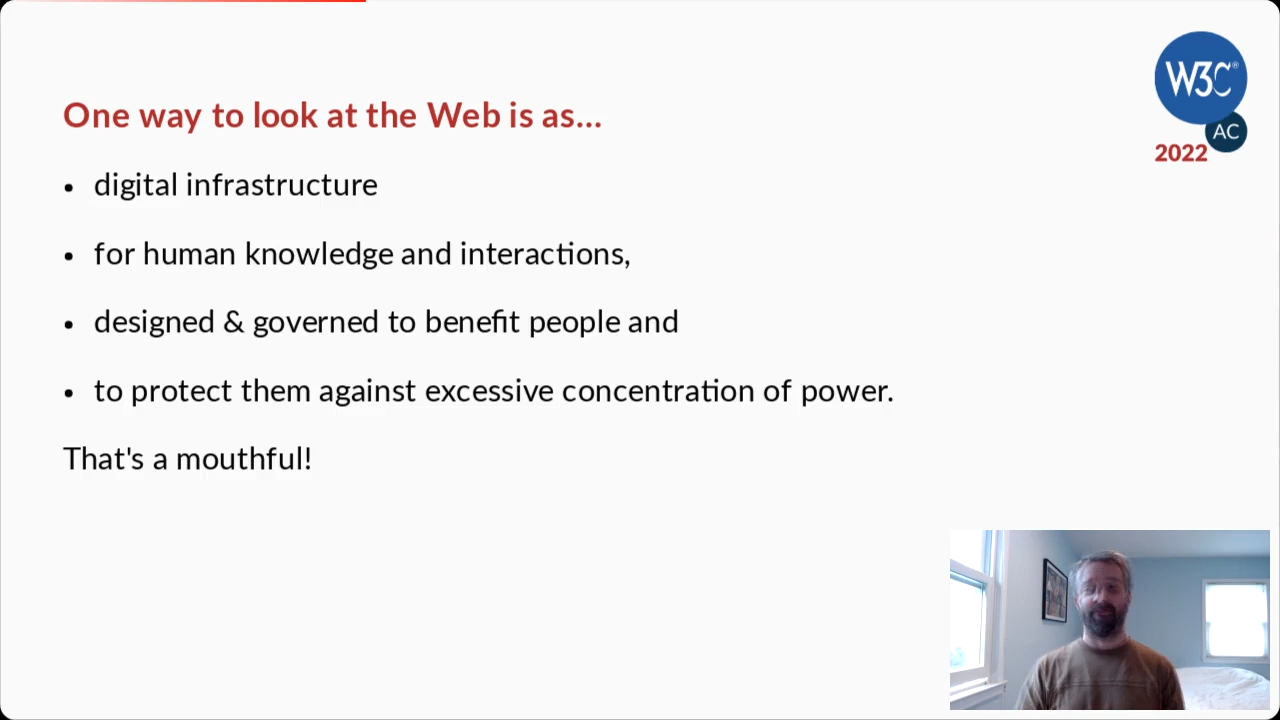 W3C®
AC
2022
One way to look at the Web is as...
• digital infrastructure
• for human knowledge and interactions,
• designed & governed to benefit people and
• to protect them against excessive concentration of power.
That's a mouthful!